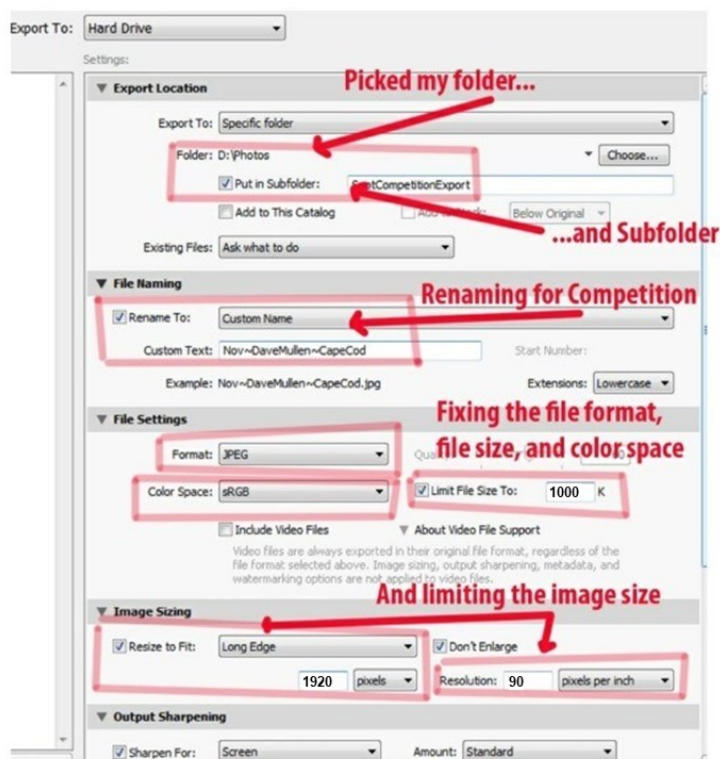 Export To: Hard Drive
Settings:
Export Location
Picked my folder...
Export To: Specific folder
Folder: D:\Photos Choose...
Put in Subfolder: SeptCompetitionExport
Add to This Catalog Below Original
...and Subfolder
Existing Files: Ask what to do
File Naming
Renaming for Competition
Rename To: Custom Name
Custom Text: Nov~DaveMullen~CapeCod Start Number:
Example: Nov~DaveMullen~CapeCod.jpg Extensions: Lowercase
Fixing the file format,
File Settings
file size, and color space
Format: JPEG
Color Space: sRGB Limit File Size To: 1000 K
Include Video Files About Video File Support
Video files are always exported in their original file format, regardless of the
file format selected above. Image sizing, output sharpening, metadata, and
watermarking options are not applied to video files.
And limiting the image size
Image Sizing
Resize to Fit: Long Edge Don't Enlarge
1920 pixels Resolution: 90 pixels per inch
Output Sharpening
Sharpen For: Screen Amount: Standard